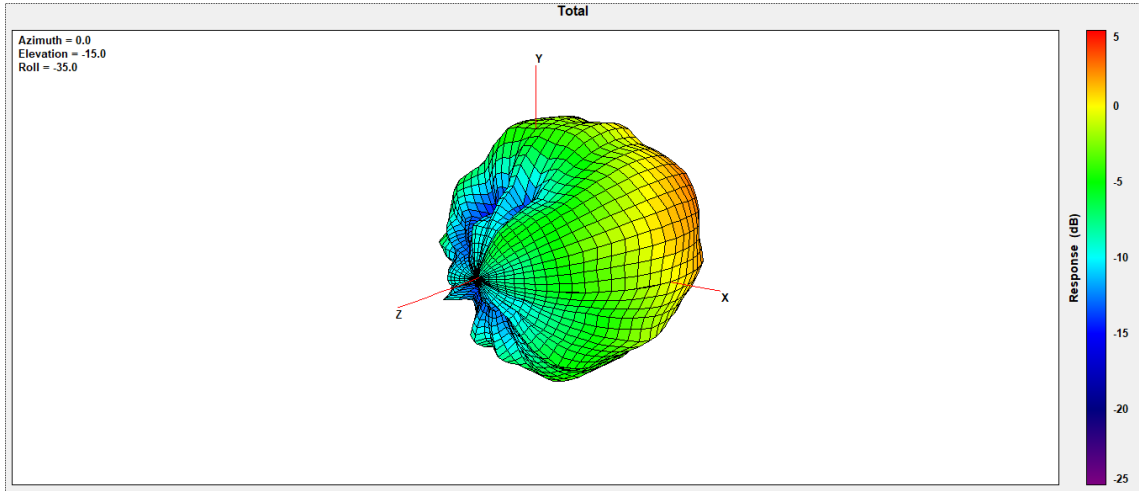 Total
Azimuth = 0.0
Elevation = -15.0
Roll = -35.0
Y
X
Z
5
0
-5
-10
-15
-20
-25
Response (dB)